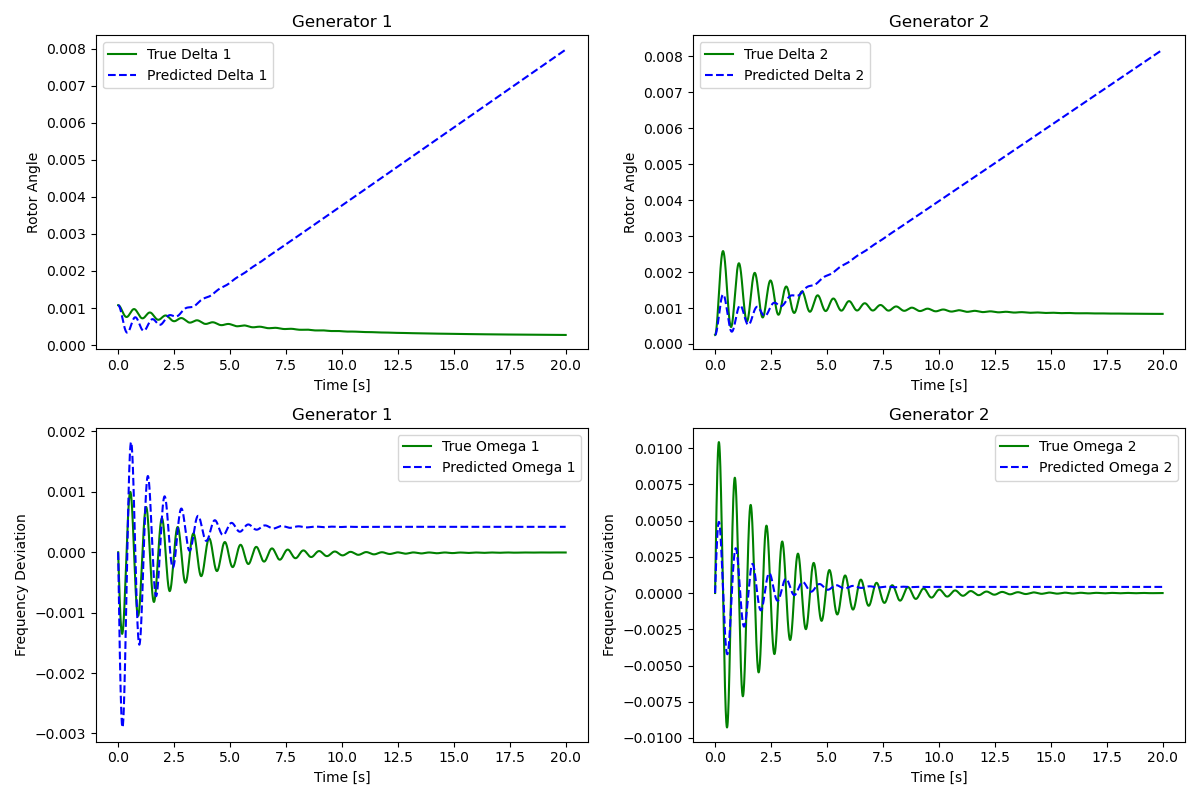 Generator 1
True Delta 1
Predicted Delta 1
Rotor Angle
0.008
0.007
0.006
0.005
0.004
0.003
0.002
0.001
0.000
0.0 2.5 5.0 7.5 10.0 12.5 15.0 17.5 20.0
Time [s]
Generator 2
True Delta 2
Predicted Delta 2
Rotor Angle
0.008
0.007
0.006
0.005
0.004
0.003
0.002
0.001
0.000
0.0 2.5 5.0 7.5 10.0 12.5 15.0 17.5 20.0
Time [s]
Generator 1
True Omega 1
Predicted Omega 1
Frequency Deviation
0.002
0.001
0.000
−0.001
−0.002
−0.003
0.0 2.5 5.0 7.5 10.0 12.5 15.0 17.5 20.0
Time [s]
Generator 2
True Omega 2
Predicted Omega 2
Frequency Deviation
0.0100
0.0075
0.0050
0.0025
0.0000
−0.0025
−0.0050
−0.0075
−0.0100
0.0 2.5 5.0 7.5 10.0 12.5 15.0 17.5 20.0
Time [s]